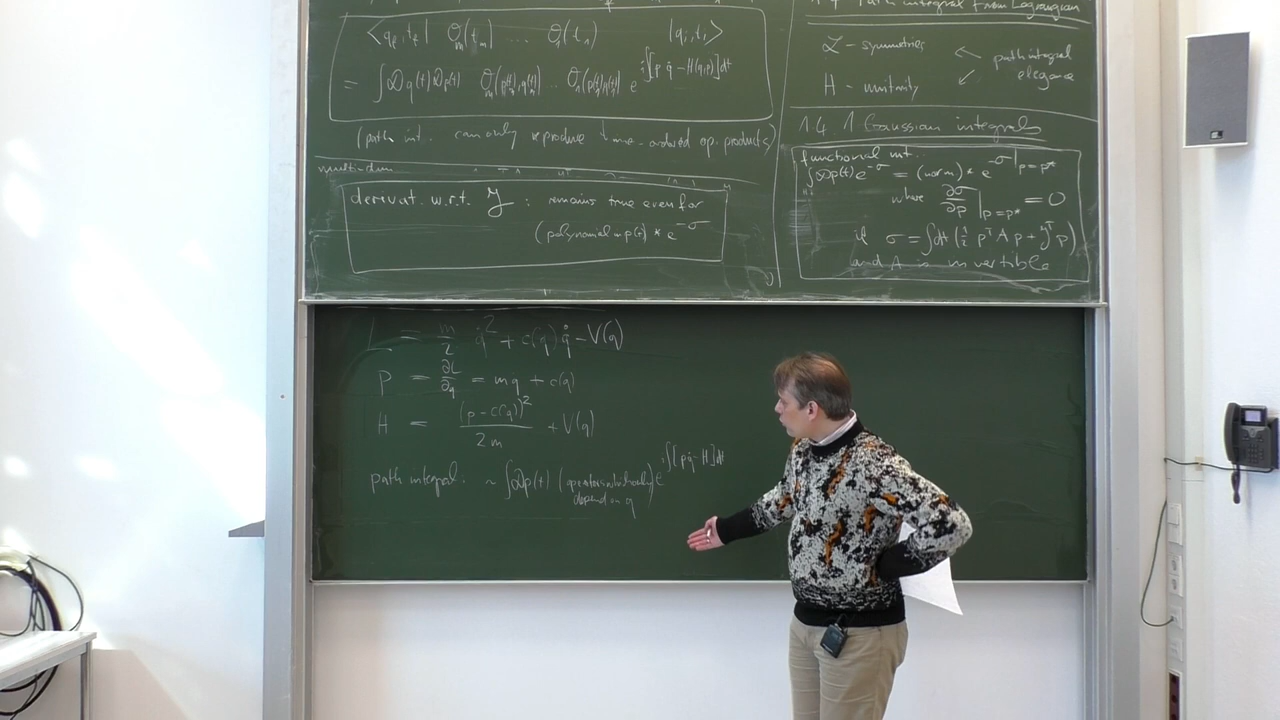 ⟨q_f,t_f| O_m(t_m) ... O_1(t_1) |q_i,t_i⟩
= ∫Dq(t)Dp(t) O_m(p(t_m),q(t_m)) ... O_1(p(t_1),q(t_1)) e^{i∫[p q̇ - H(q,p)]dt}
(path int. can only reproduce time-ordered op. products)
multi-dim
derivat. w.r.t. J : remains true even for
(polynomial in p(t)) * e^{-σ}
Path integral from Lagrangian
L - symmetries
path integral
elegance
H - unitarity
1.4.1 Gaussian integrals
functional int.
∫Dp(t) e^{-σ} = (norm) * e^{-σ}|_{p=p*}
where ∂σ/∂p |_{p=p*} = 0
if σ = ∫dt (1/2 p^T A p + J^T p)
and A is invertible
L = m/2 q̇² + c(q) q̇ - V(q)
p = ∂L/∂q = mq + c(q)
H = (p - c(q))²/2m + V(q)
path integral: ~ ∫Dp(t) (operators which only depend on q) e^{i∫[pq̇ - H]dt}